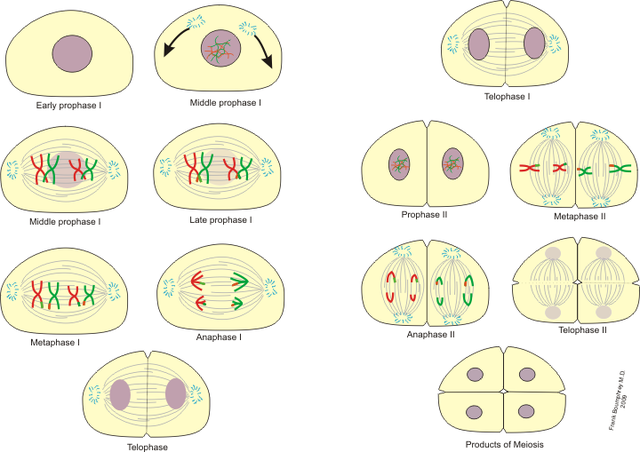 Early prophase I
Middle prophase I
Middle prophase I
Late prophase I
Metaphase I
Anaphase I
Telophase
Telophase I
Prophase II
Metaphase II
Anaphase II
Telophase II
Products of Meiosis
Frank Boumphrey M.D.
2009